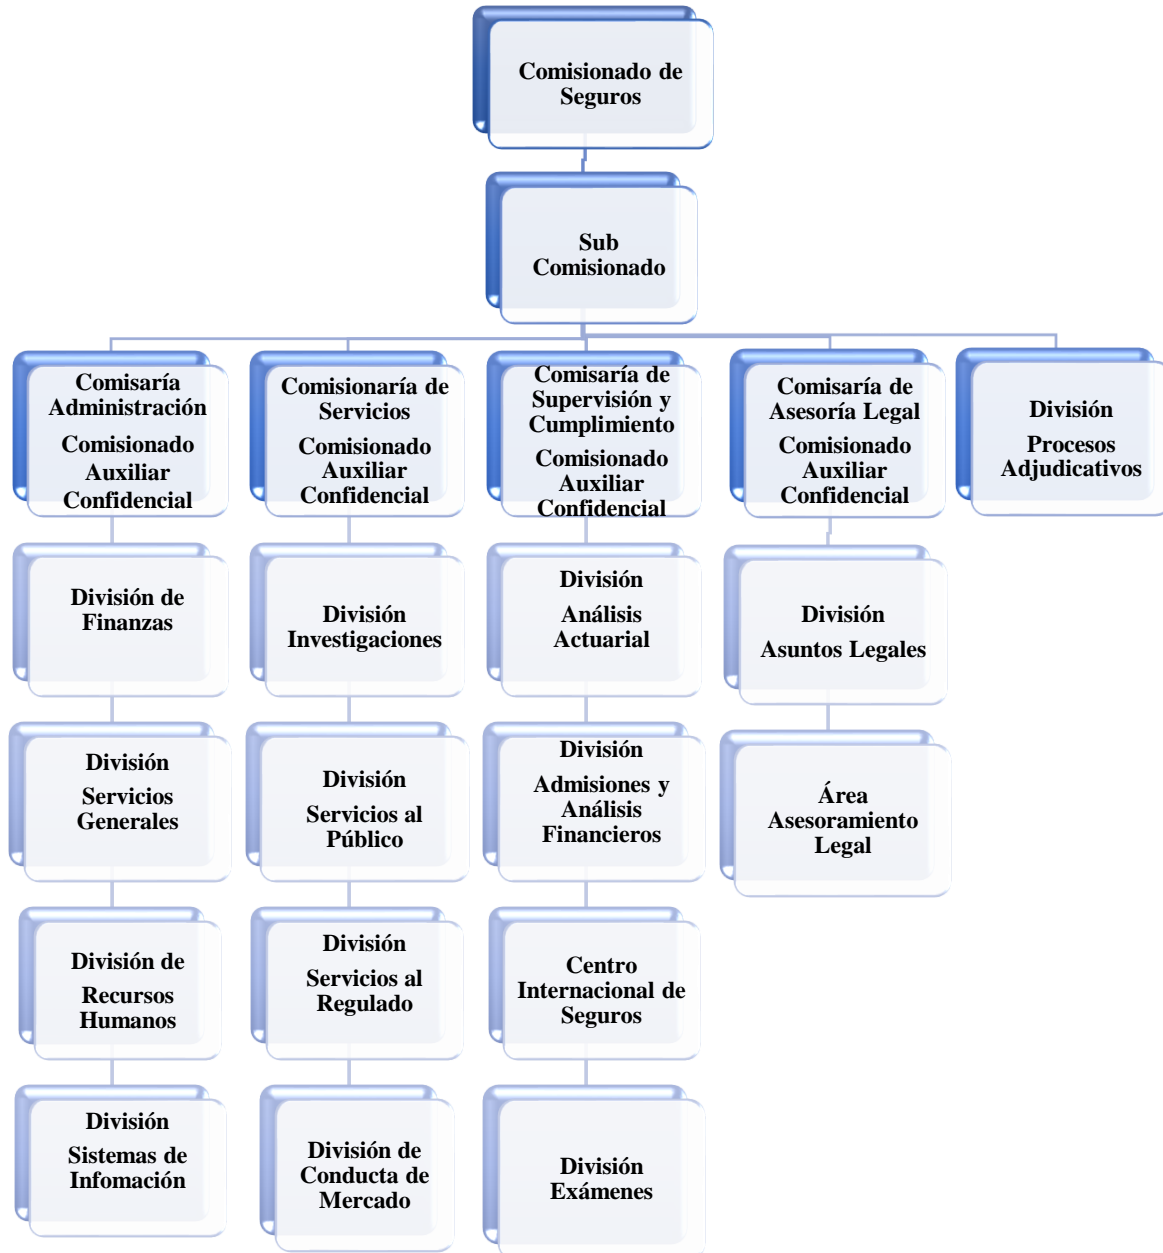 Comisionado de
Seguros
Sub
Comisionado
Comisaría
Administración
Comisionado
Auxiliar
Confidencial
Comisionaría de
Servicios
Comisionado
Auxiliar
Confidencial
Comisaría de
Supervisión y
Cumplimiento
Comisionado
Auxiliar
Confidencial
Comisaría de
Asesoría Legal
Comisionado
Auxiliar
Confidencial
División
Procesos
Adjudicativos
División de
Finanzas
División
Investigaciones
División
Análisis
Actuarial
División
Asuntos Legales
División
Servicios
Generales
División
Servicios al
Público
División
Admisiones y
Análisis
Financieros
Área
Asesoramiento
Legal
División de
Recursos
Humanos
División
Servicios al
Regulado
Centro
Internacional de
Seguros
División
Sistemas de
Infomación
División de
Conducta de
Mercado
División
Exámenes